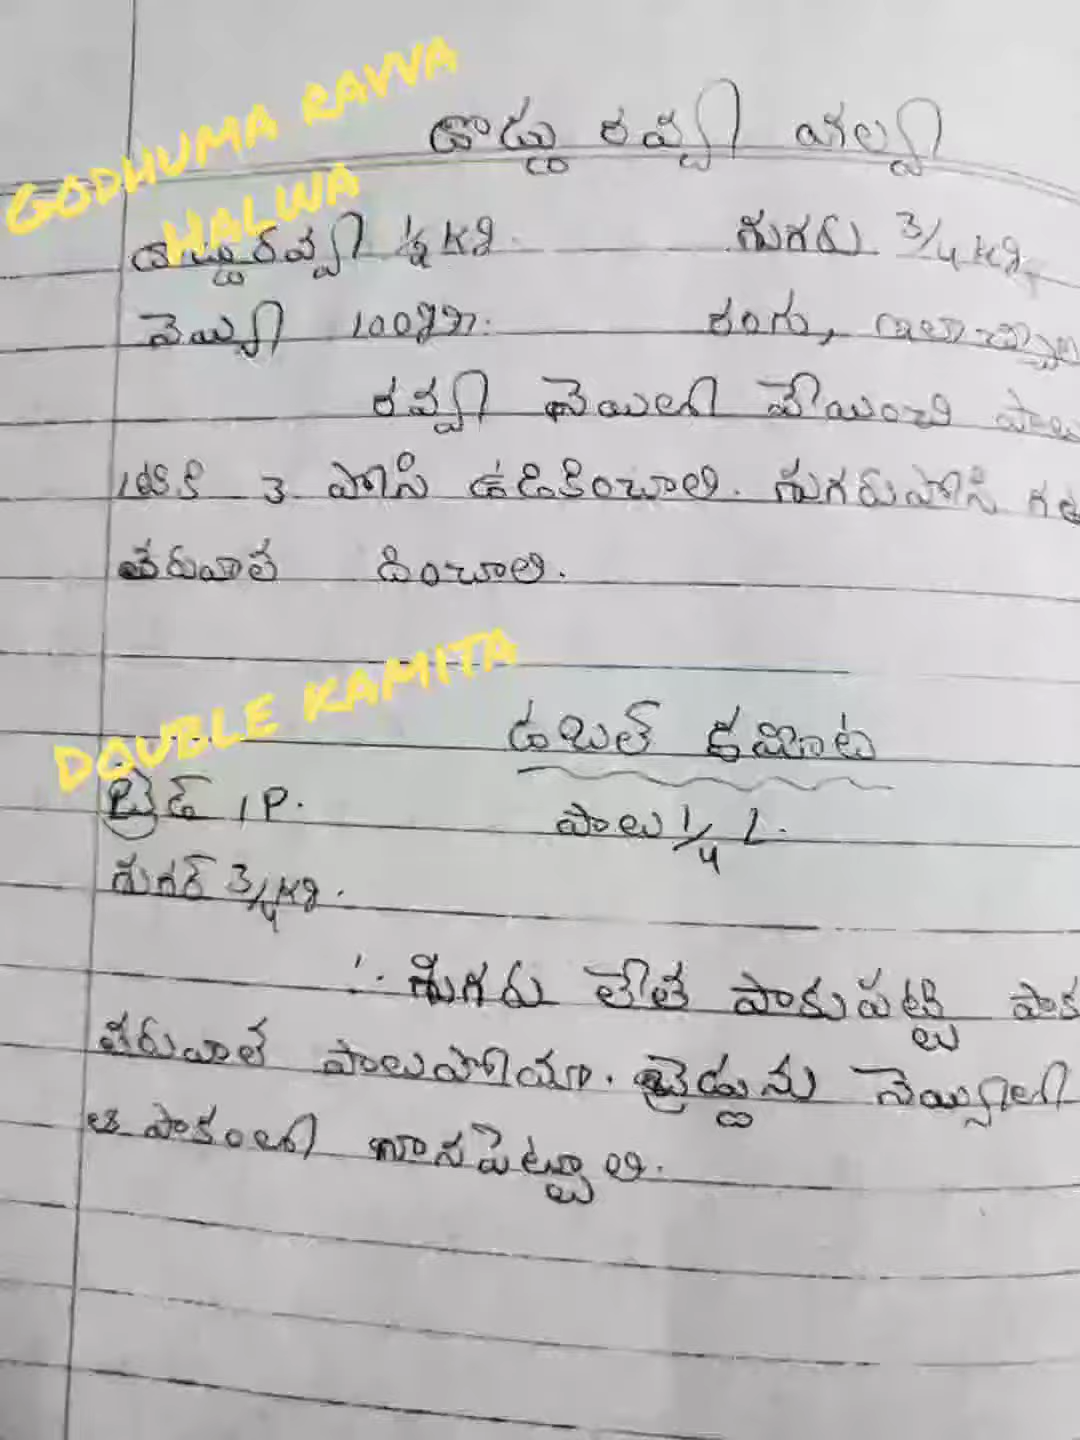 GODHUMA RAVVA
HALWA
దొడ్డు రవ్వ హల్వ
దొడ్డురవ్వ ½ kg. షుగరు 3/4 kg.
నెయ్యి 100గ్రా. రంగు,
రవ్వ నెయిలో వేయించి పాలు
1కికి 3 పోసి ఉడికించాలి. షుగరుపోసి
తరువాత దించాలి.
DOUBLE KAMITA
డబుల్ కమిట
బ్రెడ్ 1P. పాలు 1/4 L.
షుగర్ 3/4 kg.
షుగరు లేత పాకుపట్టి
తరువాత పాలుపోయా. బ్రెడ్డును నెయ్యిలో
ఆ పాకంలో నానపెట్టాలి.